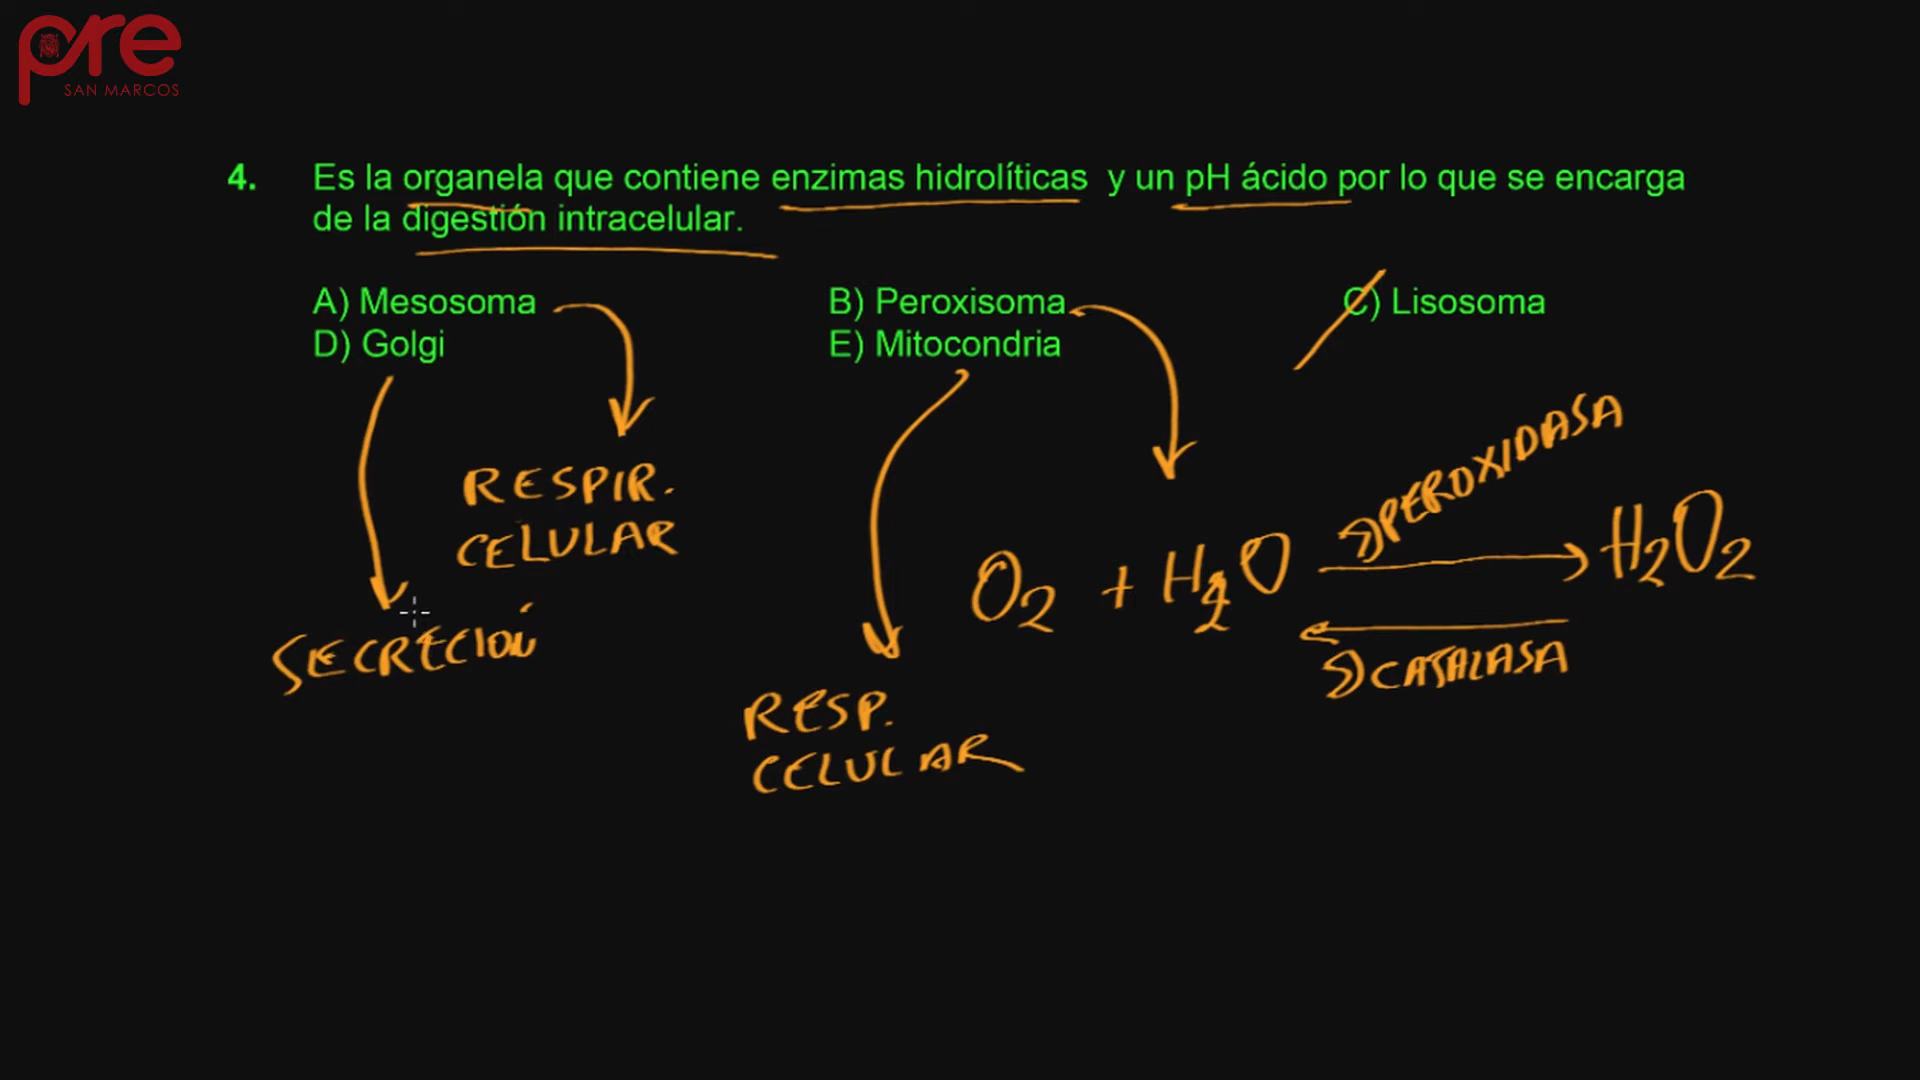 pre
SAN MARCOS
4. Es la organela que contiene enzimas hidrolíticas y un pH ácido por lo que se encarga
de la digestión intracelular.
A) Mesosoma B) Peroxisoma C) Lisosoma
D) Golgi E) Mitocondria
RESPIR.
CELULAR
SECRECIÓN
RESP.
CELULAR
PEROXIDASA
O2 + H2O → H2O2
CATALASA